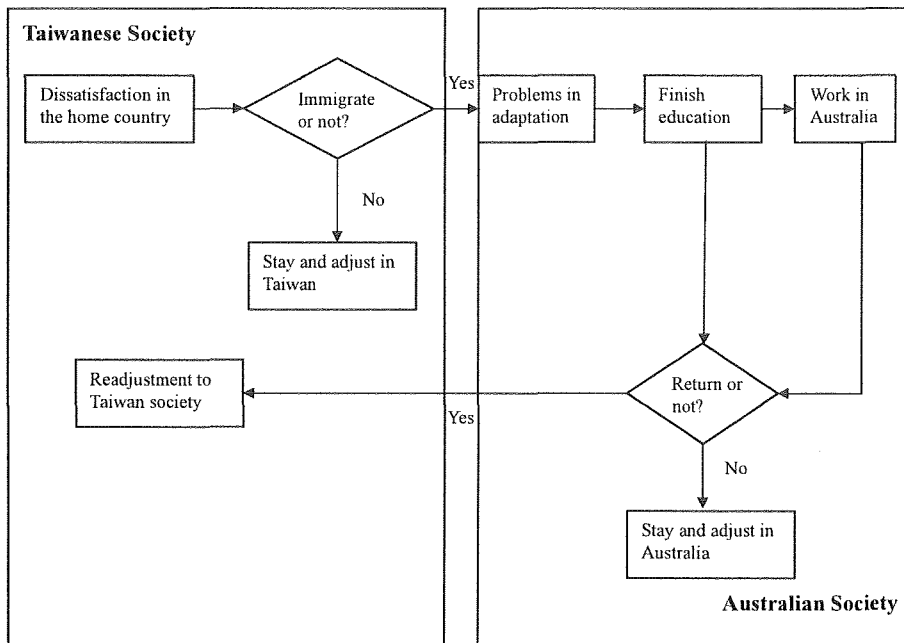 Taiwanese Society
Dissatisfaction in
the home country
Immigrate
or not?
Yes
Problems in
adaptation
Finish
education
Work in
Australia
No
Stay and adjust in
Taiwan
Readjustment to
Taiwan society
Yes
Return or
not?
No
Stay and adjust in
Australia
Australian Society